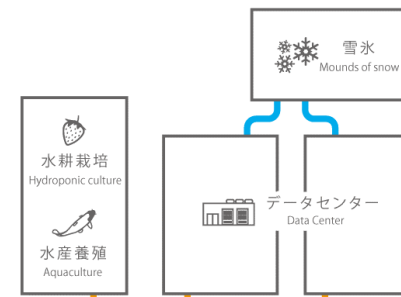 雪氷
Mounds of snow
水耕栽培
Hydroponic culture
水産養殖
Aquaculture
データセンター
Data Center